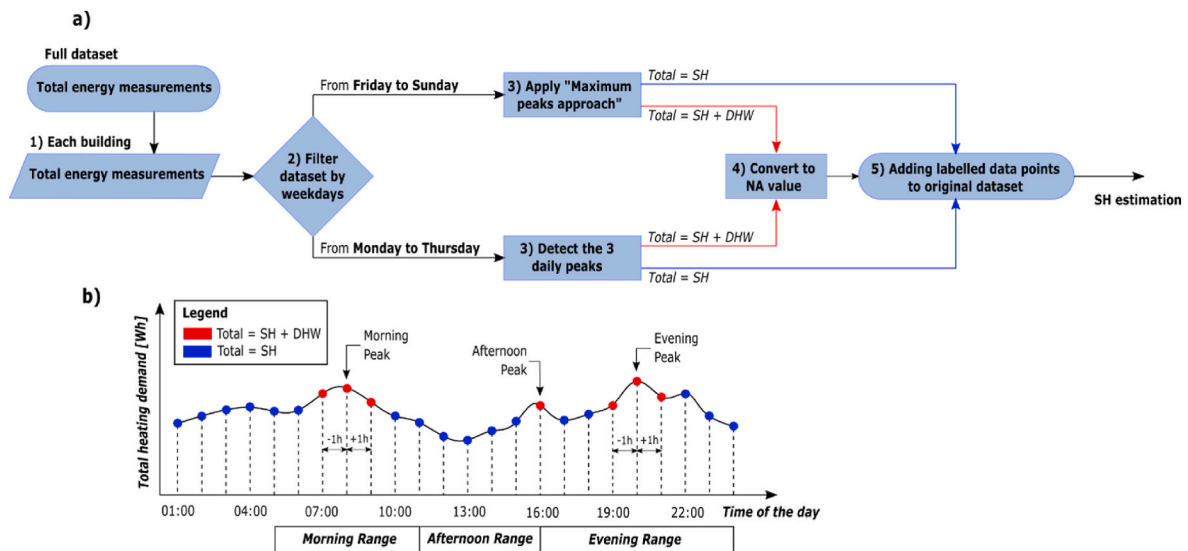 a)
Full dataset
Total energy measurements
1) Each building
Total energy measurements
2) Filter
dataset by
weekdays
From Friday to Sunday
From Monday to Thursday
3) Apply "Maximum
peaks approach"
Total = SH
Total = SH + DHW
3) Detect the 3
daily peaks
Total = SH + DHW
Total = SH
4) Convert to
NA value
5) Adding labelled data points
to original dataset
SH estimation
b)
Total heating demand [Wh]
Legend
Total = SH + DHW
Total = SH
Morning
Peak
Afternoon
Peak
Evening
Peak
-1h
+1h
-1h
+1h
01:00
04:00
07:00
10:00
13:00
16:00
19:00
22:00
Time of the day
Morning Range
Afternoon Range
Evening Range